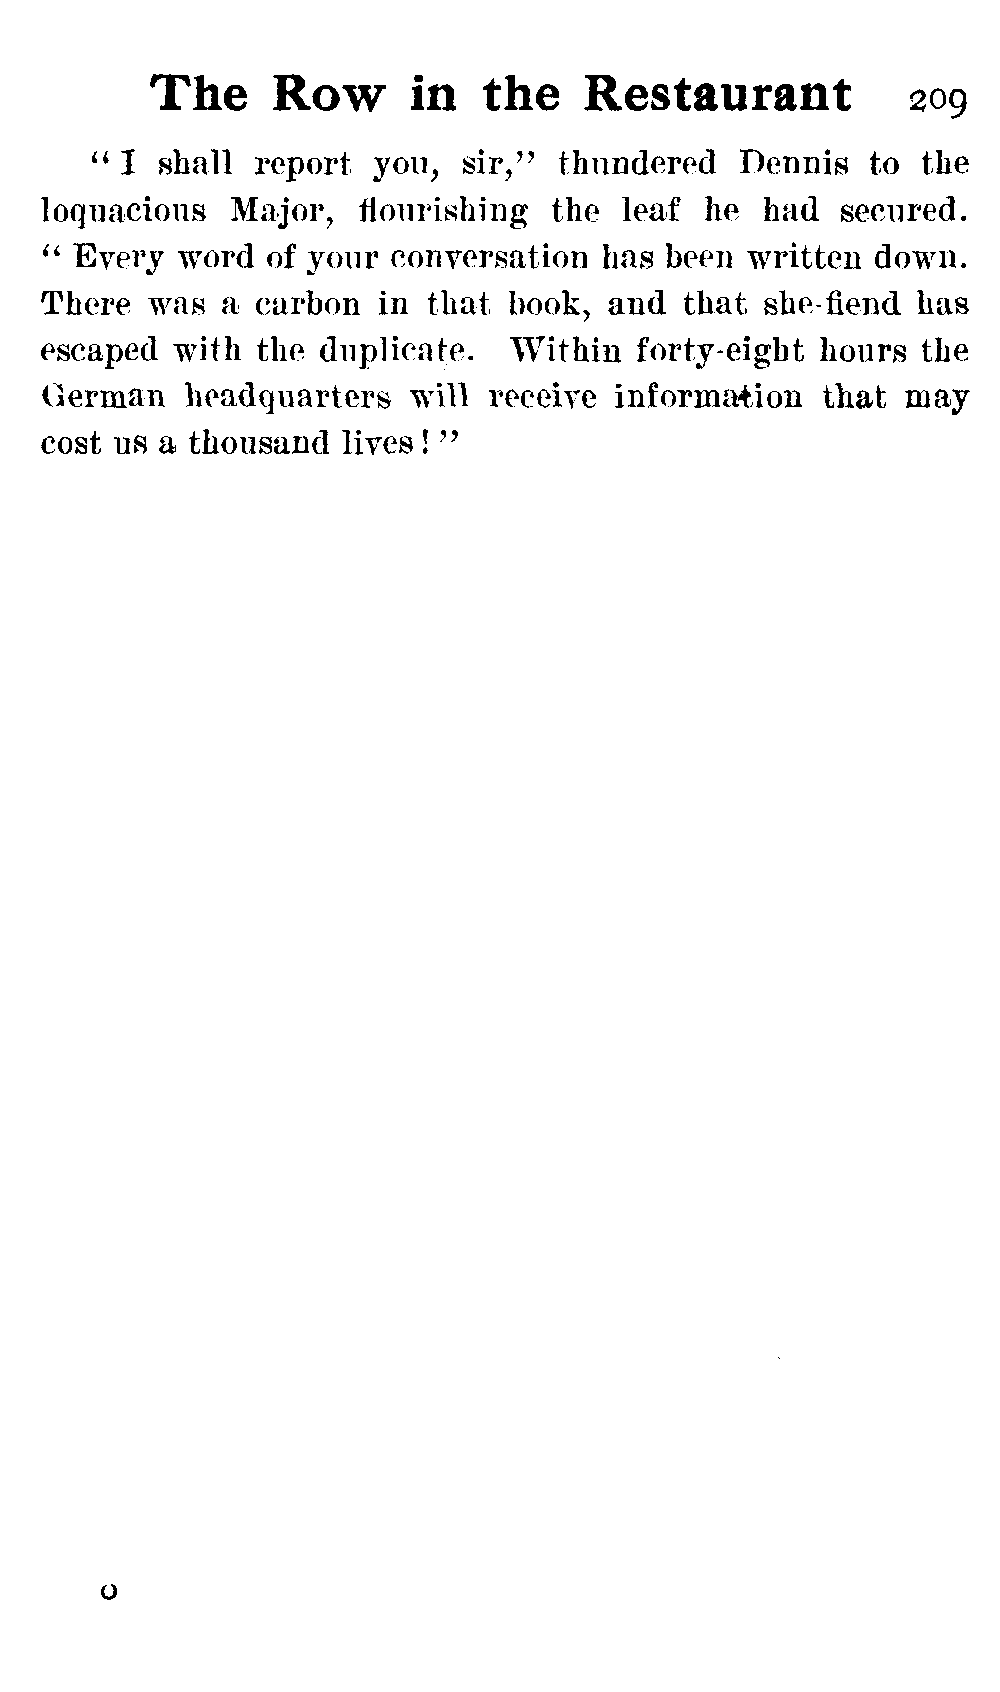 The Row in the Restaurant 209
“ I shall report you, sir,” thundered Dennis to the
loquacious Major, flourishing the leaf he had secured.
“ Every word of your conversation has been written down.
There was a carbon in that book, and that she-fiend has
escaped with the duplicate. Within forty-eight hours the
German headquarters will receive information that may
cost us a thousand lives! ”
O